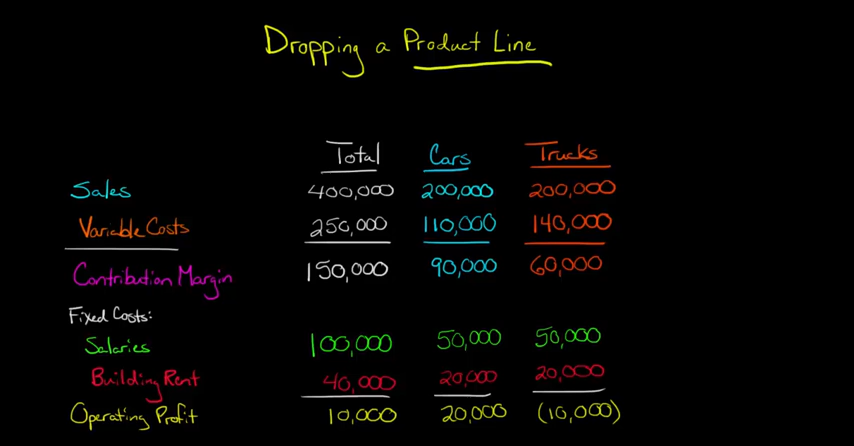 Dropping a Product Line
Total Cars Trucks
Sales 400,000 200,000 200,000
Variable Costs 250,000 110,000 140,000
Contribution Margin 150,000 90,000 60,000
Fixed Costs:
Salaries 100,000 50,000 50,000
Building Rent 40,000 20,000 20,000
Operating Profit 10,000 20,000 (10,000)